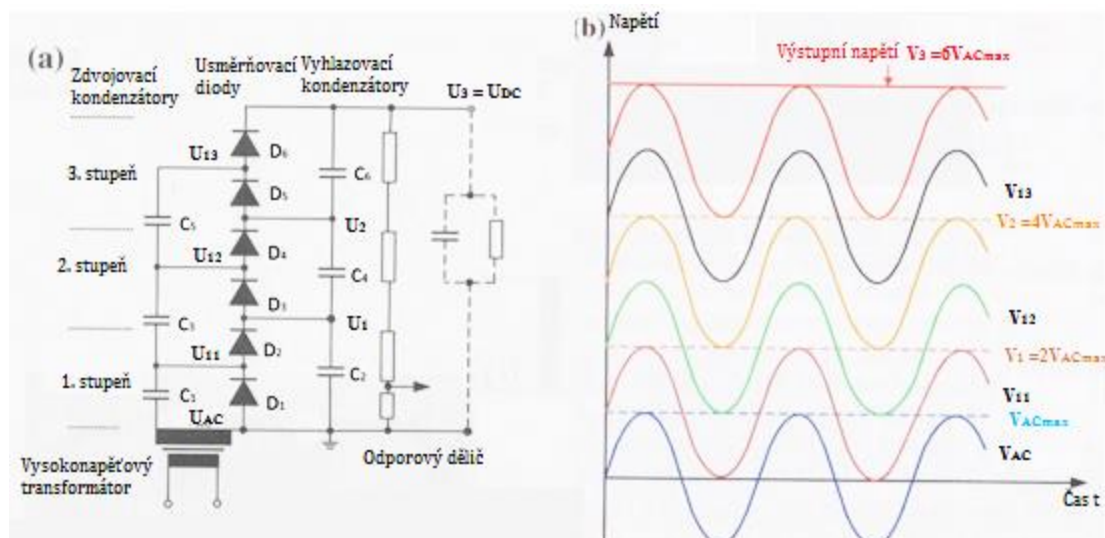 (a)
Zdvojovací
kondenzátory
Usměrňovací
diody
Vyhlazovací
kondenzátor
U3 = UDC
3. stupeň
U13
D6
D5
C6
C5
U2
2. stupeň
U12
D4
D3
C4
C3
U1
U11
D2
1. stupeň
C1
D1
C2
UAC
Vysokonapěťový
transformátor
Odporový dělič
(b)
Napětí
Výstupní napětí V3 =6VACmax
V13
V2 =4VACmax
V12
V1 =2VACmax
V11
VACmax
VAC
Čas t